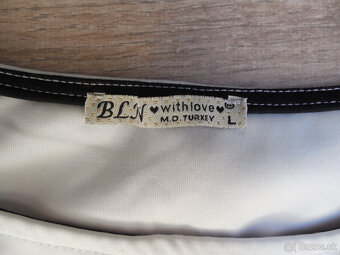 BLN ♥withlove♥ L
M.D. TURKEY
Bazos.sk